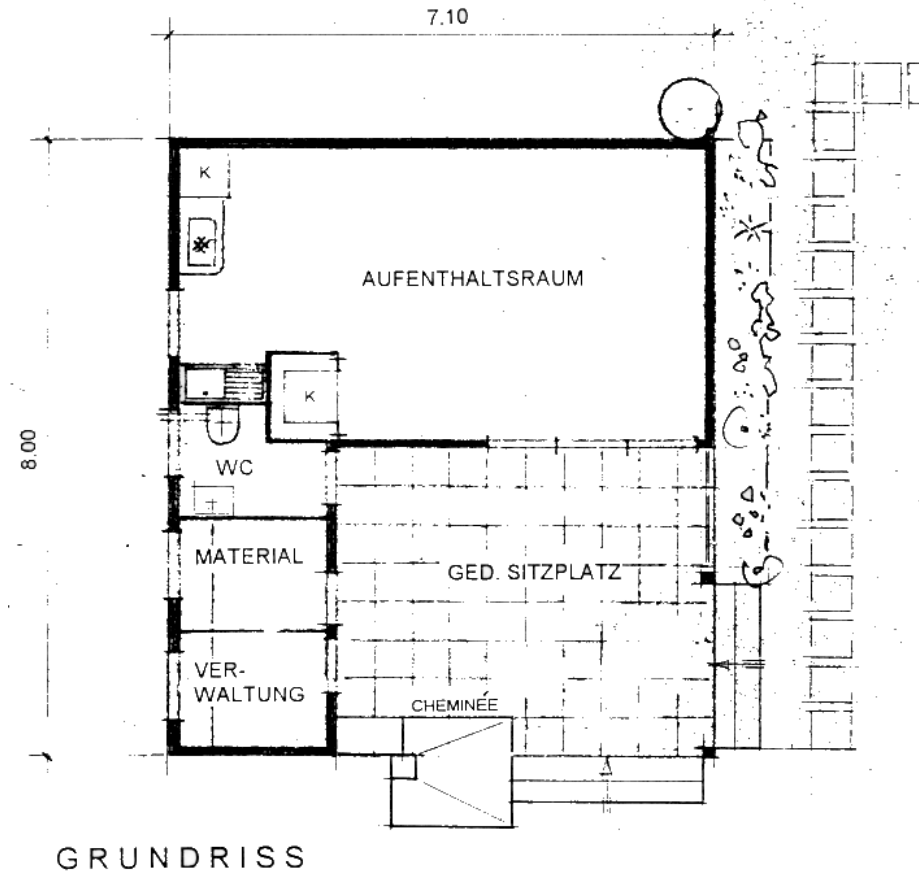 7.10
K
AUFENTHALTSRAUM
8.00
K
WC
MATERIAL
GED. SITZPLATZ
VER-
WALTUNG
CHEMINÉE
GRUNDRISS